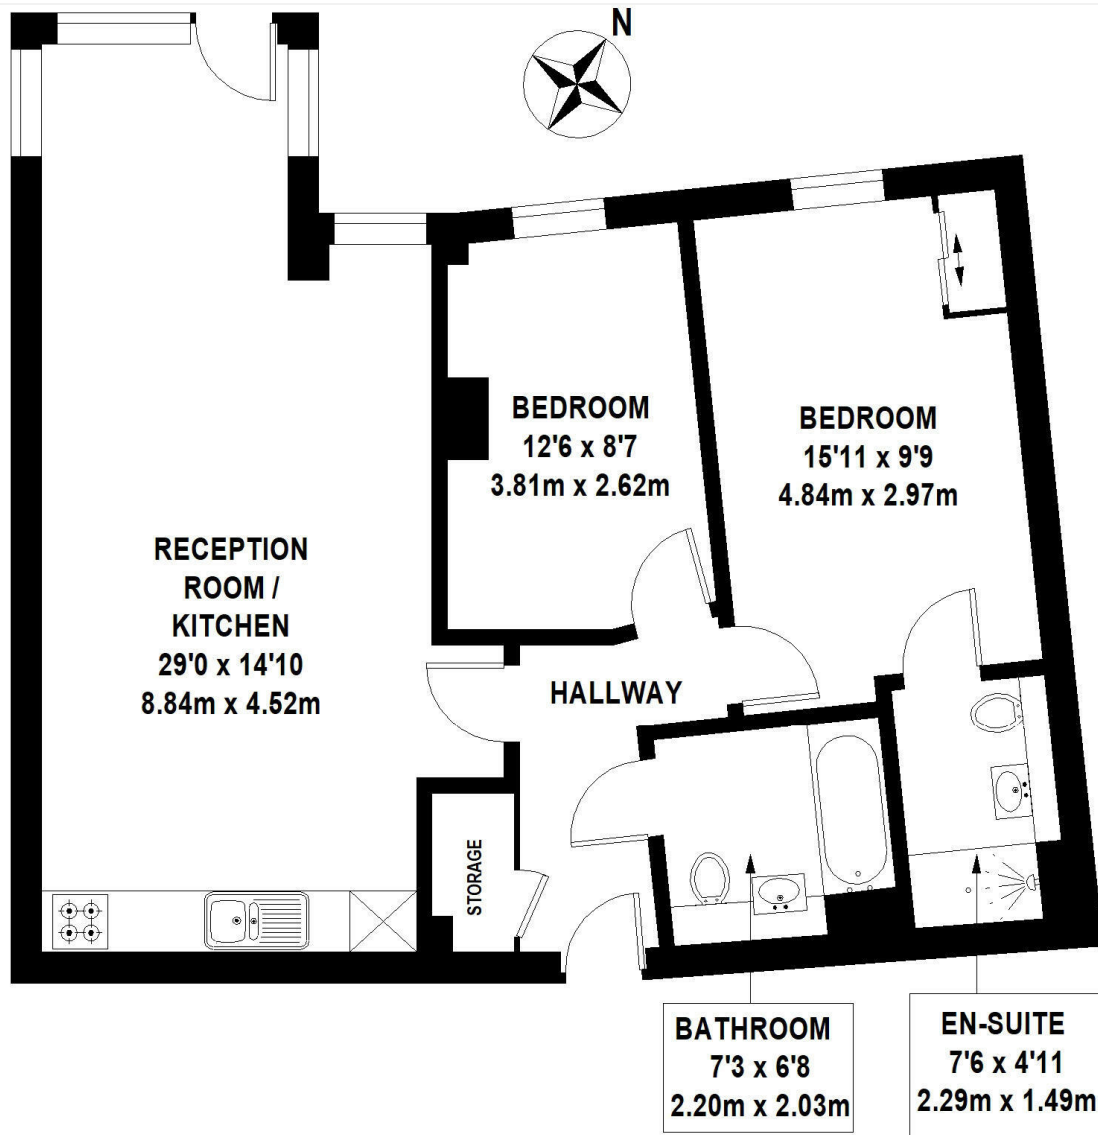 N
BEDROOM
12'6 x 8'7
3.81m x 2.62m
BEDROOM
15'11 x 9'9
4.84m x 2.97m
RECEPTION
ROOM /
KITCHEN
29'0 x 14'10
8.84m x 4.52m
HALLWAY
STORAGE
BATHROOM
7'3 x 6'8
2.20m x 2.03m
EN-SUITE
7'6 x 4'11
2.29m x 1.49m